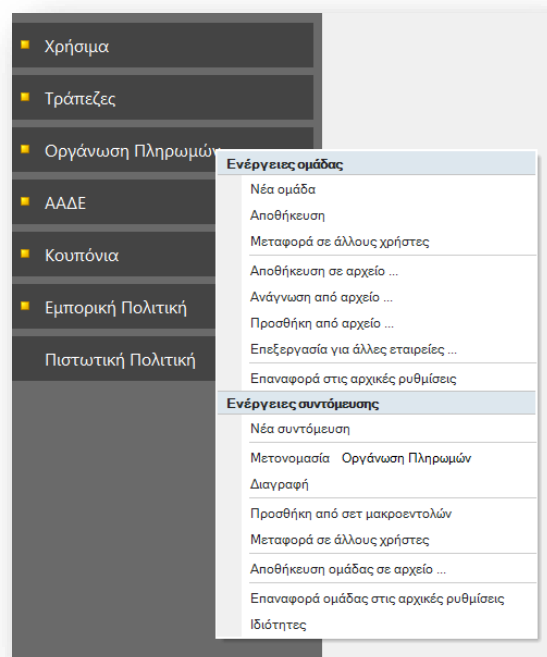 Χρήσιμα
Τράπεζες
Οργάνωση Πληρωμών
ΑΑΔΕ
Κουπόνια
Εμπορική Πολιτική
Πιστωτική Πολιτική
Ενέργειες ομάδας
Νέα ομάδα
Αποθήκευση
Μεταφορά σε άλλους χρήστες
Αποθήκευση σε αρχείο ...
Ανάγνωση από αρχείο ...
Προσθήκη από αρχείο ...
Επεξεργασία για άλλες εταιρείες ...
Επαναφορά στις αρχικές ρυθμίσεις
Ενέργειες συντόμευσης
Νέα συντόμευση
Μετονομασία Οργάνωση Πληρωμών
Διαγραφή
Προσθήκη από σετ μακροεντολών
Μεταφορά σε άλλους χρήστες
Αποθήκευση ομάδας σε αρχείο ...
Επαναφορά ομάδας στις αρχικές ρυθμίσεις
Ιδιότητες